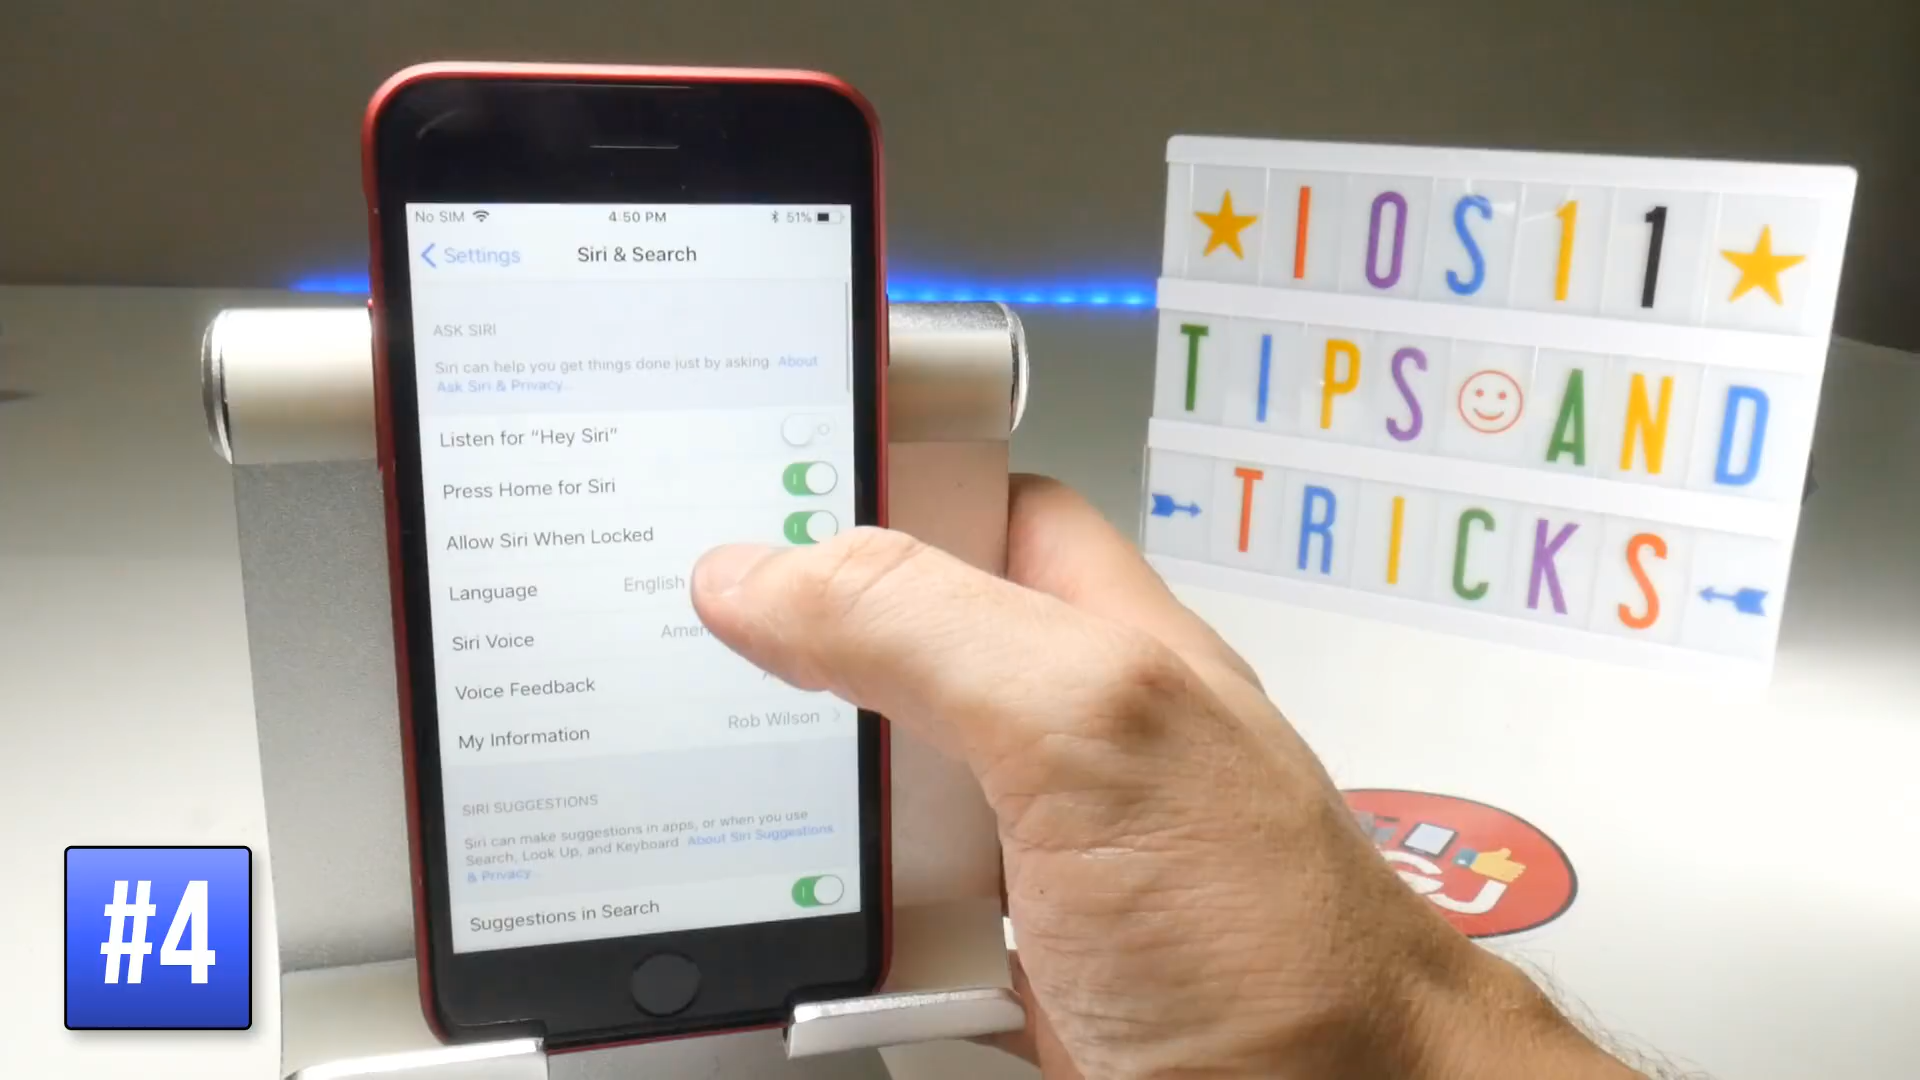 No SIM 4:50 PM 51%
Settings Siri & Search
ASK SIRI
Siri can help you get things done just by asking. About
Ask Siri & Privacy...
Listen for “Hey Siri”
Press Home for Siri
Allow Siri When Locked
Language English
Siri Voice
Voice Feedback
My Information Rob Wilson
SIRI SUGGESTIONS
Siri can make suggestions in apps, or when you use
Search, Look Up, and Keyboard. About Siri Suggestions
& Privacy...
Suggestions in Search
IOS11
TIPS AND
TRICKS
#4